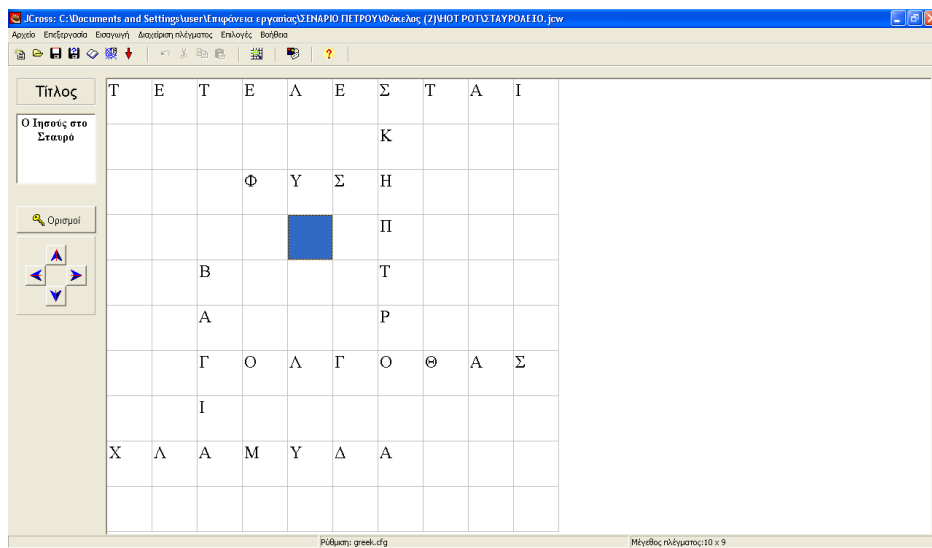 JCross: C:\Documents and Settings\user\Επιφάνεια εργασίας\ΣΕΝΑΡΙΟ ΠΕΤΡΟΥ\Φάκελος (2)\HOT POT\ΣΤΑΥΡΟΛΕΞΟ.jcw
Αρχείο Επεξεργασία Εισαγωγή Διαχείριση πλέγματος Επιλογές Βοήθεια
Τίτλος
Ο Ιησούς στο
Σταυρό
Ορισμοί
Τ Ε Τ Ε Λ Ε Σ Τ Α Ι
Κ
Φ Υ Σ Η
Π
Β Τ
Α Ρ
Γ Ο Λ Γ Ο Θ Α Σ
Ι
Χ Λ Α Μ Υ Δ Α
Ρύθμιση: greek.cfg Μέγεθος πλέγματος:10 x 9